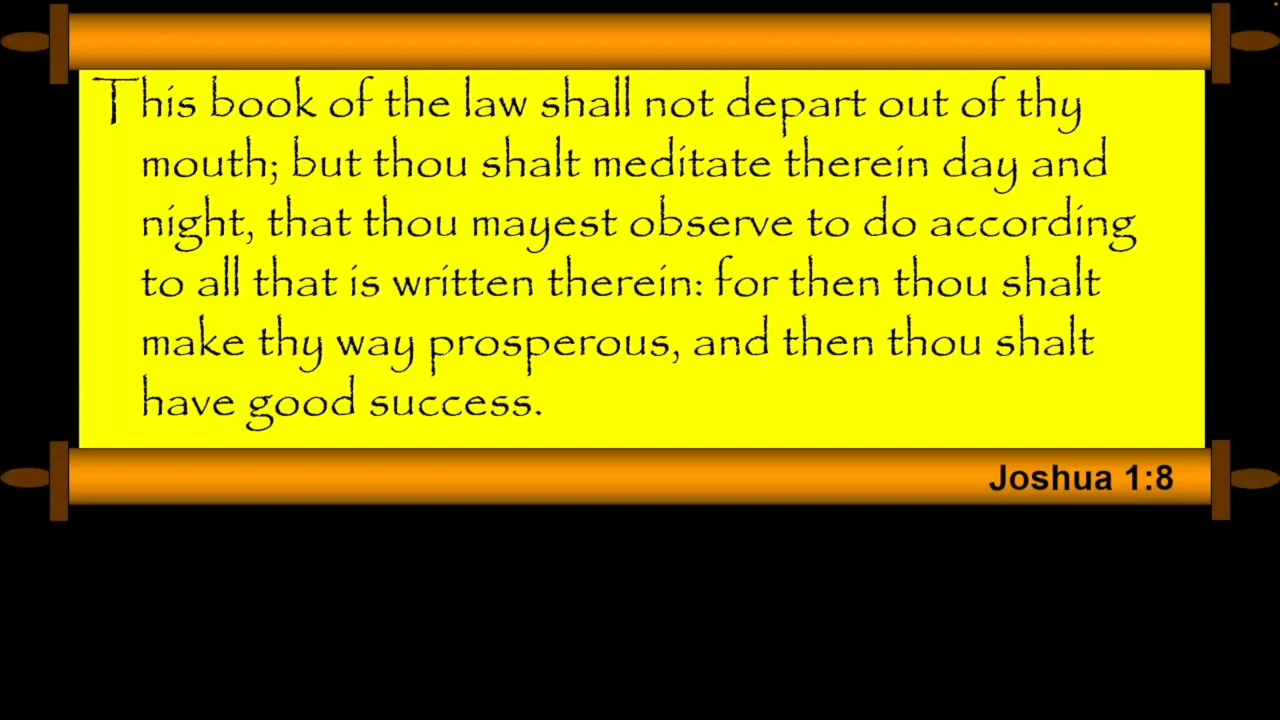 This book of the law shall not depart out of thy
mouth; but thou shalt meditate therein day and
night, that thou mayest observe to do according
to all that is written therein: for then thou shalt
make thy way prosperous, and then thou shalt
have good success.
Joshua 1:8